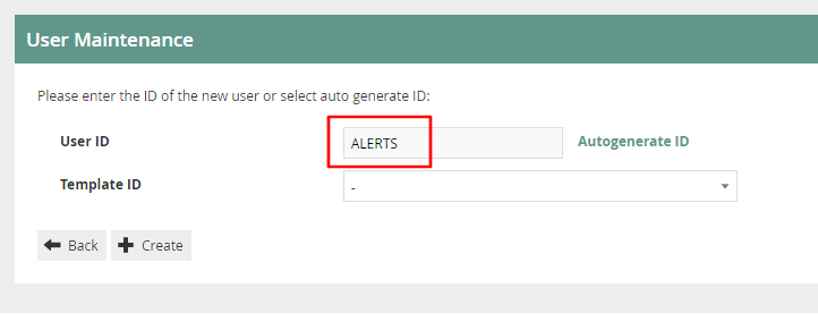 User Maintenance
Please enter the ID of the new user or select auto generate ID:
User ID ALERTS Autogenerate ID
Template ID -
Back Create